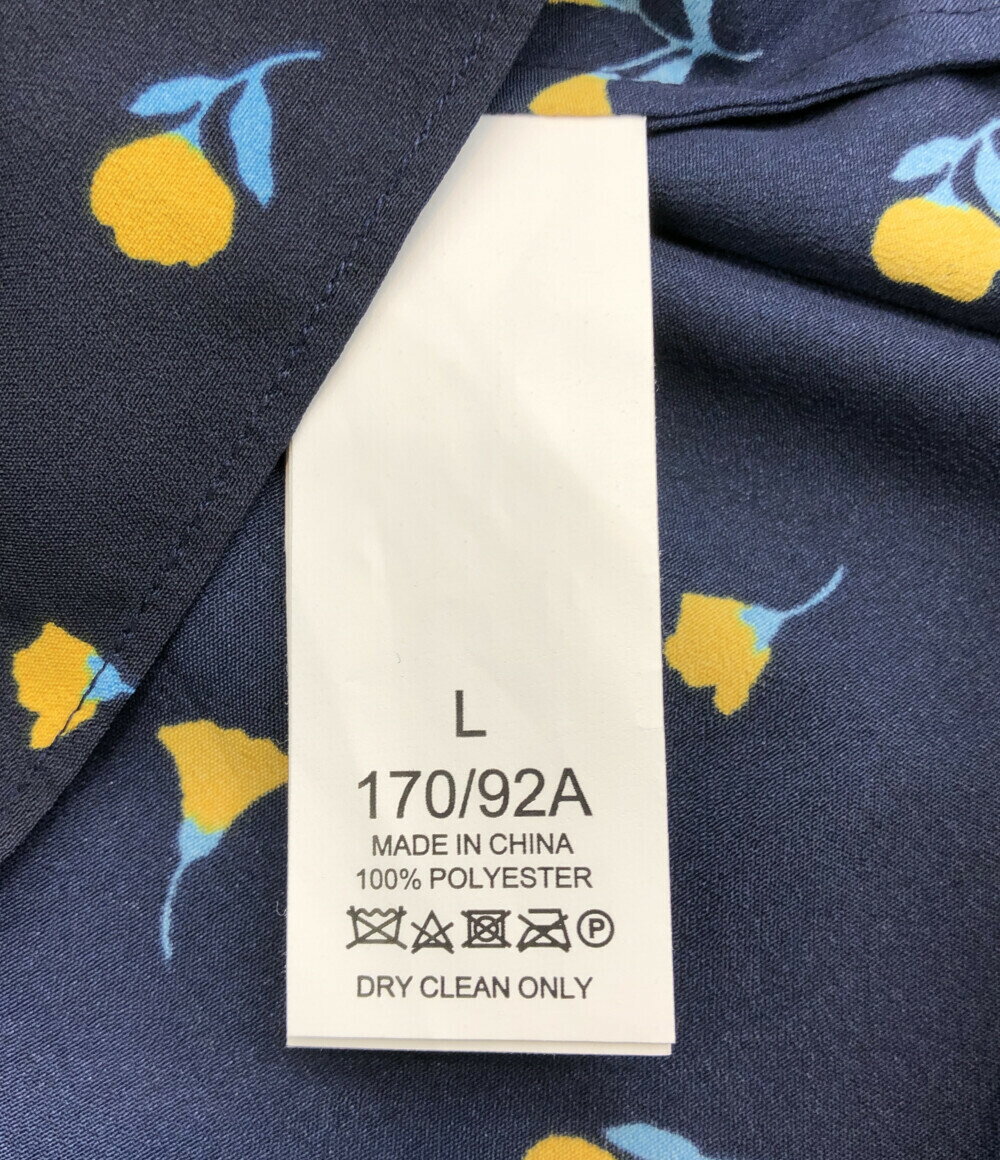 L
170/92A
MADE IN CHINA
100% POLYESTER
P
DRY CLEAN ONLY